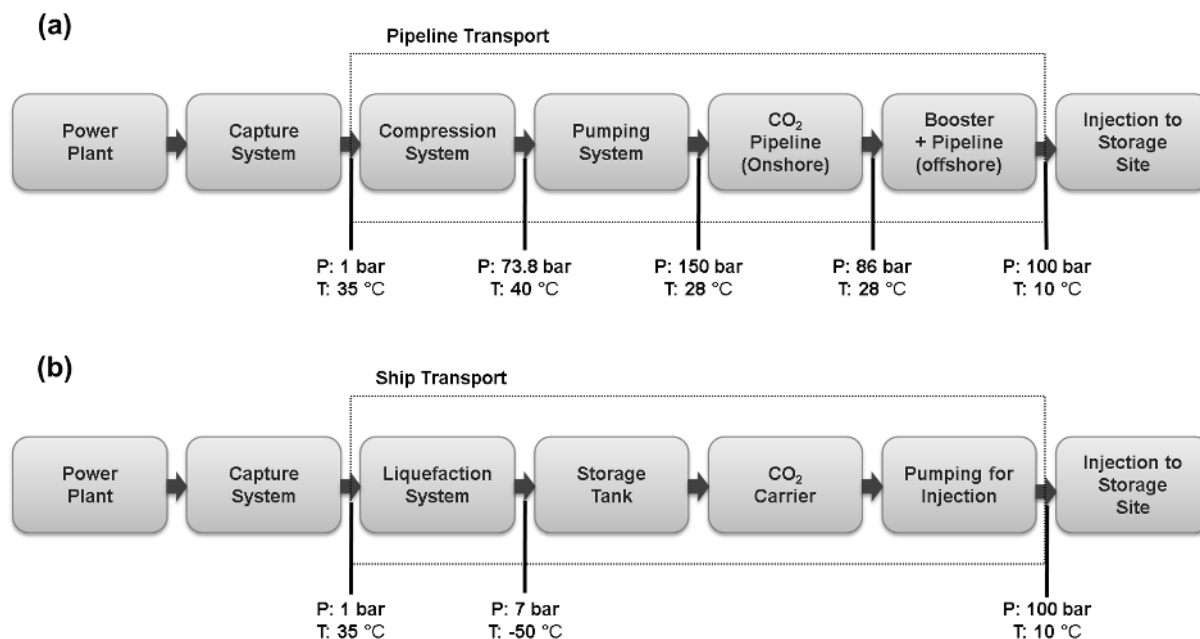 (a)
Pipeline Transport
Power
Plant
Capture
System
Compression
System
Pumping
System
CO₂
Pipeline
(Onshore)
Booster
+ Pipeline
(offshore)
Injection to
Storage
Site
P: 1 bar
T: 35 °C
P: 73.8 bar
T: 40 °C
P: 150 bar
T: 28 °C
P: 86 bar
T: 28 °C
P: 100 bar
T: 10 °C
(b)
Ship Transport
Power
Plant
Capture
System
Liquefaction
System
Storage
Tank
CO₂
Carrier
Pumping for
Injection
Injection to
Storage
Site
P: 1 bar
T: 35 °C
P: 7 bar
T: -50 °C
P: 100 bar
T: 10 °C